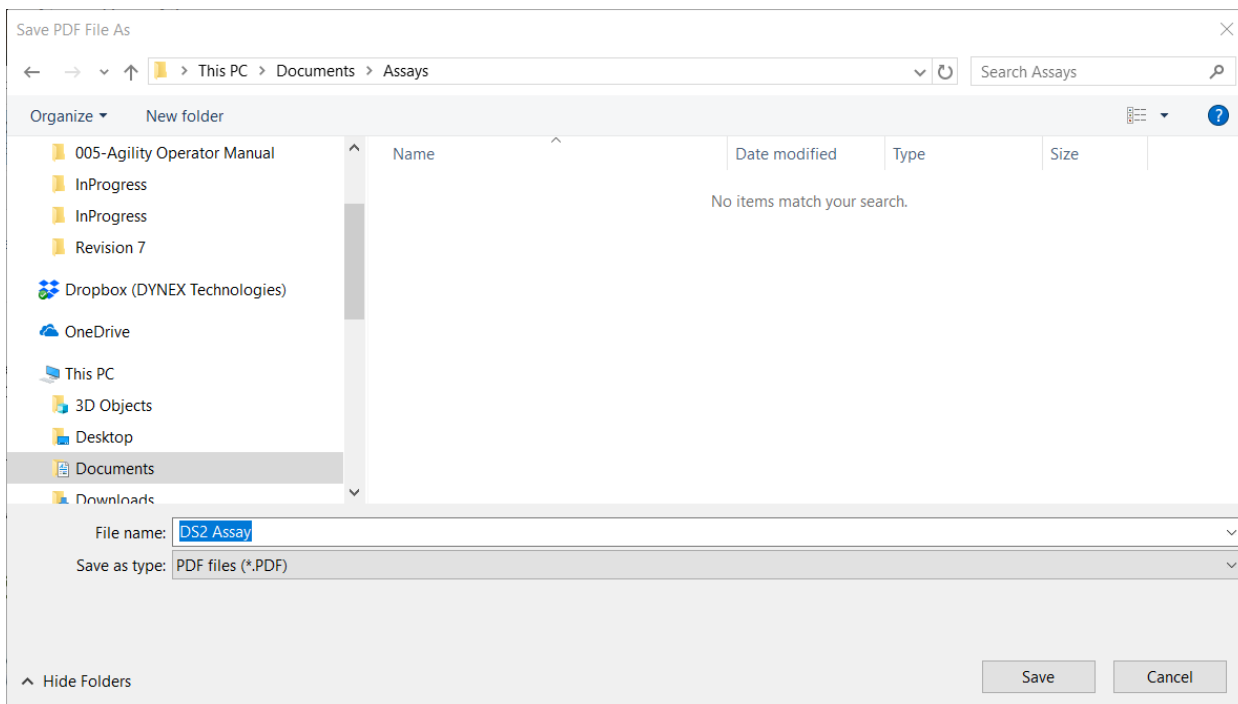 Save PDF File As
This PC > Documents > Assays
Search Assays
Organize
New folder
?
005-Agility Operator Manual
InProgress
InProgress
Revision 7
Dropbox (DYNEX Technologies)
OneDrive
This PC
3D Objects
Desktop
Documents
Downloads
Name
Date modified
Type
Size
No items match your search.
File name: DS2 Assay
Save as type: PDF files (*.PDF)
Hide Folders
Save
Cancel